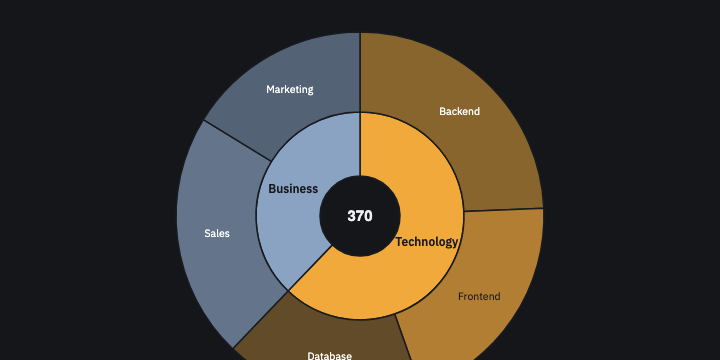 Marketing
Backend
Business
370
Sales
Technology
Frontend
Database